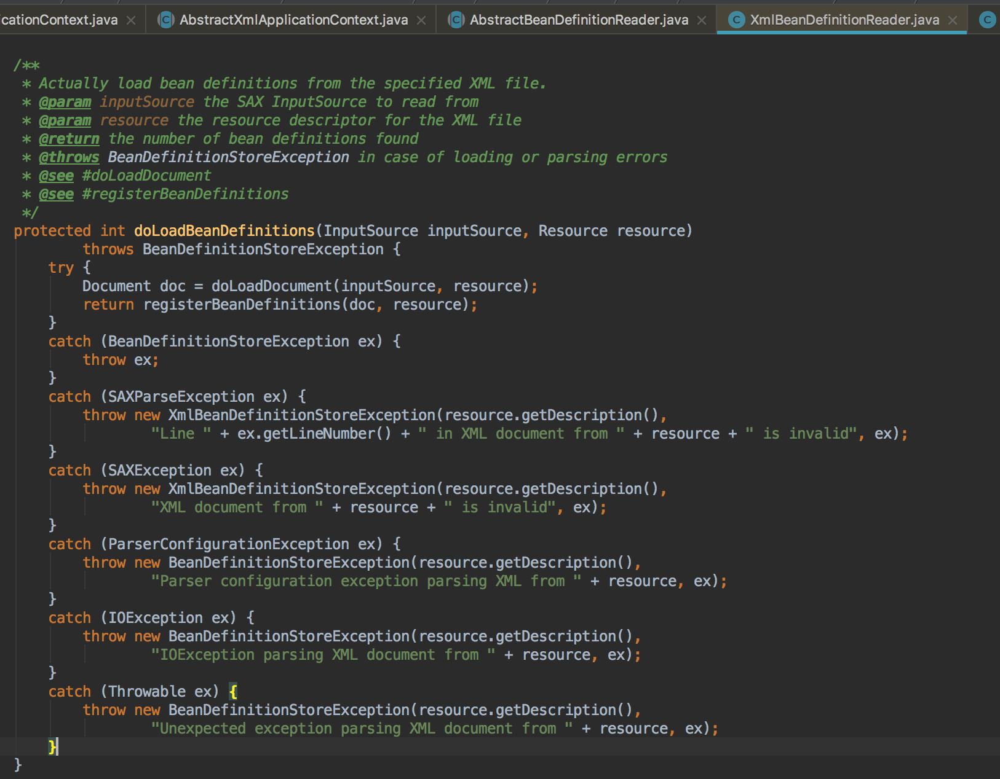 cationContext.java × C AbstractXmlApplicationContext.java × C AbstractBeanDefinitionReader.java × C XmlBeanDefinitionReader.java × C
/**
 * Actually load bean definitions from the specified XML file.
 * @param inputSource the SAX InputSource to read from
 * @param resource the resource descriptor for the XML file
 * @return the number of bean definitions found
 * @throws BeanDefinitionStoreException in case of loading or parsing errors
 * @see #doLoadDocument
 * @see #registerBeanDefinitions
 */
protected int doLoadBeanDefinitions(InputSource inputSource, Resource resource)
        throws BeanDefinitionStoreException {
    try {
        Document doc = doLoadDocument(inputSource, resource);
        return registerBeanDefinitions(doc, resource);
    }
    catch (BeanDefinitionStoreException ex) {
        throw ex;
    }
    catch (SAXParseException ex) {
        throw new XmlBeanDefinitionStoreException(resource.getDescription(),
                "Line " + ex.getLineNumber() + " in XML document from " + resource + " is invalid", ex);
    }
    catch (SAXException ex) {
        throw new XmlBeanDefinitionStoreException(resource.getDescription(),
                "XML document from " + resource + " is invalid", ex);
    }
    catch (ParserConfigurationException ex) {
        throw new BeanDefinitionStoreException(resource.getDescription(),
                "Parser configuration exception parsing XML from " + resource, ex);
    }
    catch (IOException ex) {
        throw new BeanDefinitionStoreException(resource.getDescription(),
                "IOException parsing XML document from " + resource, ex);
    }
    catch (Throwable ex) {
        throw new BeanDefinitionStoreException(resource.getDescription(),
                "Unexpected exception parsing XML document from " + resource, ex);
    }
}